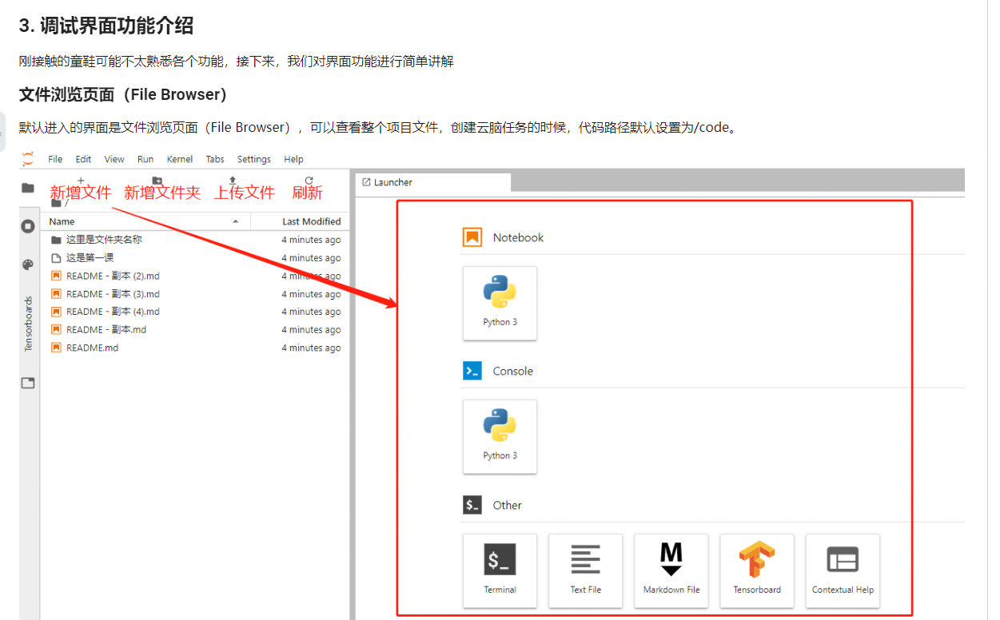 3. 调试界面功能介绍
刚接触的童鞋可能不太熟悉各个功能，接下来，我们对界面功能进行简单讲解
文件浏览页面（File Browser）
默认进入的界面是文件浏览页面（File Browser），可以查看整个项目文件，创建云脑任务的时候，代码路径默认设置为/code。
File Edit View Run Kernel Tabs Settings Help
新增文件 新增文件夹 上传文件 刷新
/
Name Last Modified
这里是文件夹名称 4 minutes ago
这是第一课 4 minutes ago
README - 副本 (2).md 4 minutes ago
README - 副本 (3).md 4 minutes ago
README - 副本 (4).md 4 minutes ago
README - 副本.md 4 minutes ago
README.md 4 minutes ago
Tensorboards
Launcher
Notebook
Python 3
Console
Python 3
$_ Other
$_
M
Terminal Text File Markdown File Tensorboard Contextual Help